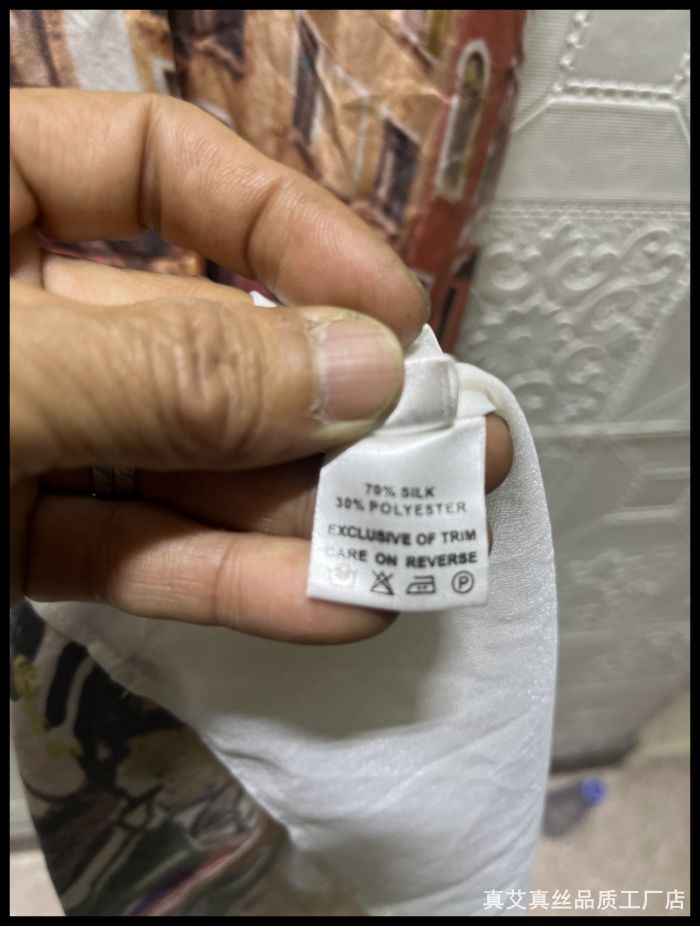 70% SILK
30% POLYESTER
EXCLUSIVE OF TRIM
CARE ON REVERSE
P
真艾真丝品质工厂店